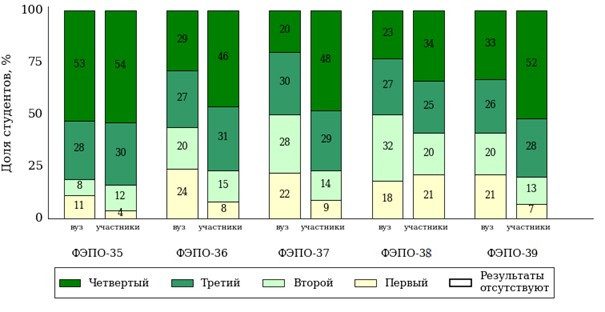 Доля студентов, %
100
75
50
25
0
53 54 29 46 20 48 23 34 33 52
28 30 27 31 30 29 27 25 26 28
8 12 20 15 28 14 32 20 20 13
11 4 24 8 22 9 18 21 21 7
вуз участники вуз участники вуз участники вуз участники вуз участники
ФЭПО-35 ФЭПО-36 ФЭПО-37 ФЭПО-38 ФЭПО-39
Четвертый Третий Второй Первый Результаты
отсутствуют